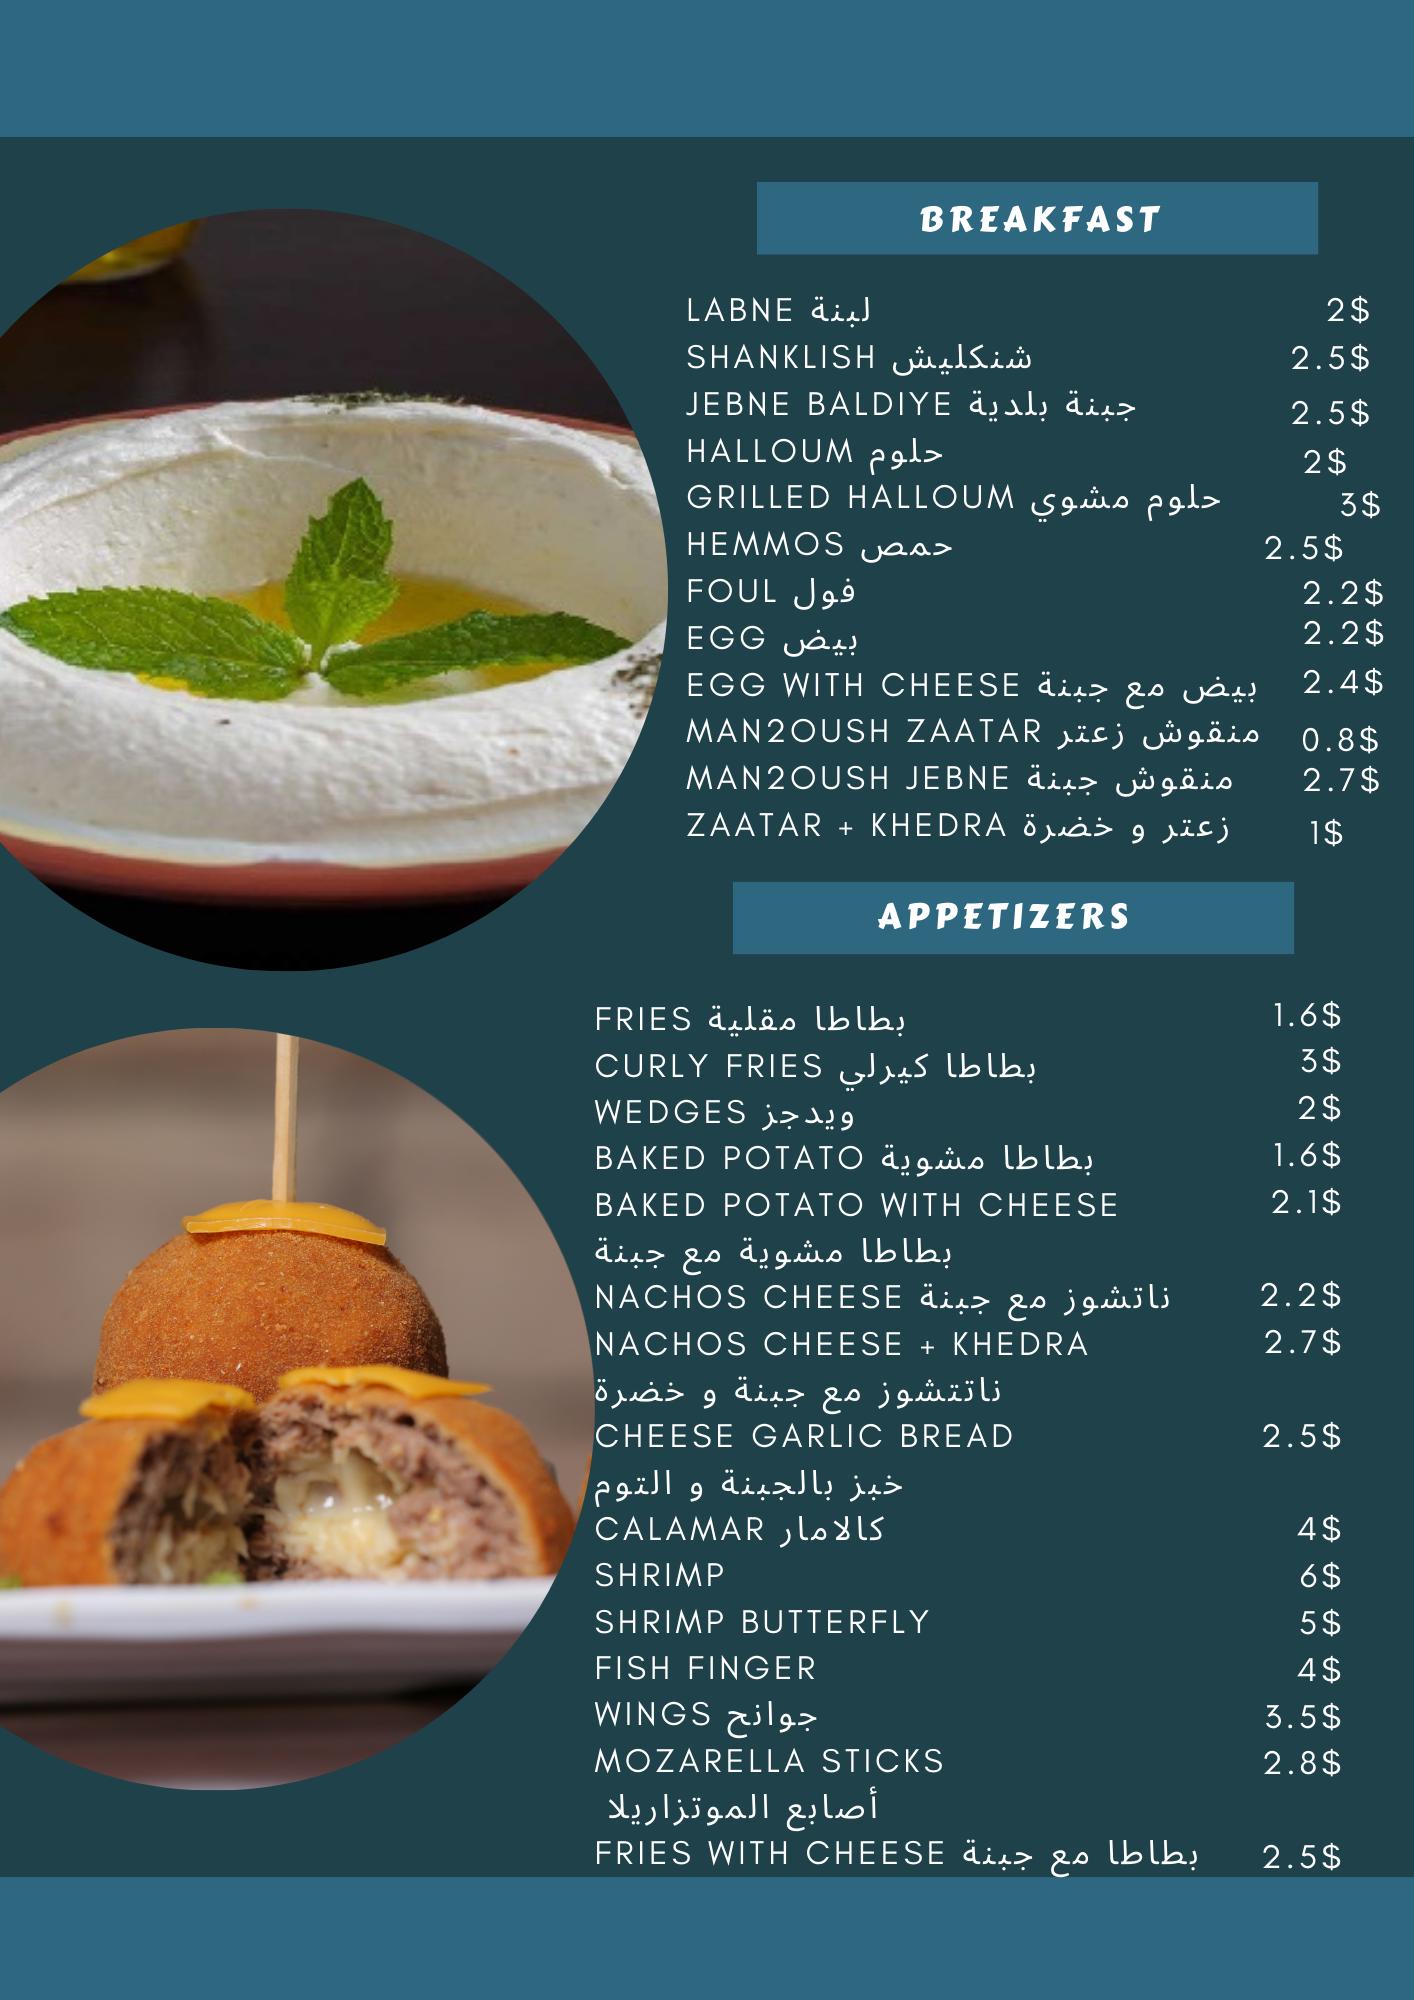 BREAKFAST
LABNE لبنة 2$
SHANKLISH شنكليش 2.5$
JEBNE BALDIYE جبنة بلدية 2.5$
HALLOUM حلوم 2$
GRILLED HALLOUM حلوم مشوي 3$
HEMMOS حمص 2.5$
FOUL فول 2.2$
EGG بيض 2.2$
EGG WITH CHEESE بيض مع جبنة 2.4$
MAN2OUSH ZAATAR منقوش زعتر 0.8$
MAN2OUSH JEBNE منقوش جبنة 2.7$
ZAATAR + KHEDRA زعتر و خضرة 1$
APPETIZERS
FRIES بطاطا مقلية 1.6$
CURLY FRIES بطاطا كيرلي 3$
WEDGES ويدجز 2$
BAKED POTATO بطاطا مشوية 1.6$
BAKED POTATO WITH CHEESE 2.1$
بطاطا مشوية مع جبنة
NACHOS CHEESE ناتشوز مع جبنة 2.2$
NACHOS CHEESE + KHEDRA 2.7$
ناتتشوز مع جبنة و خضرة
CHEESE GARLIC BREAD 2.5$
خبز بالجبنة و التوم
CALAMAR كالامار 4$
SHRIMP 6$
SHRIMP BUTTERFLY 5$
FISH FINGER 4$
WINGS جوانح 3.5$
MOZARELLA STICKS 2.8$
أصابع الموتزاريلا
FRIES WITH CHEESE بطاطا مع جبنة 2.5$